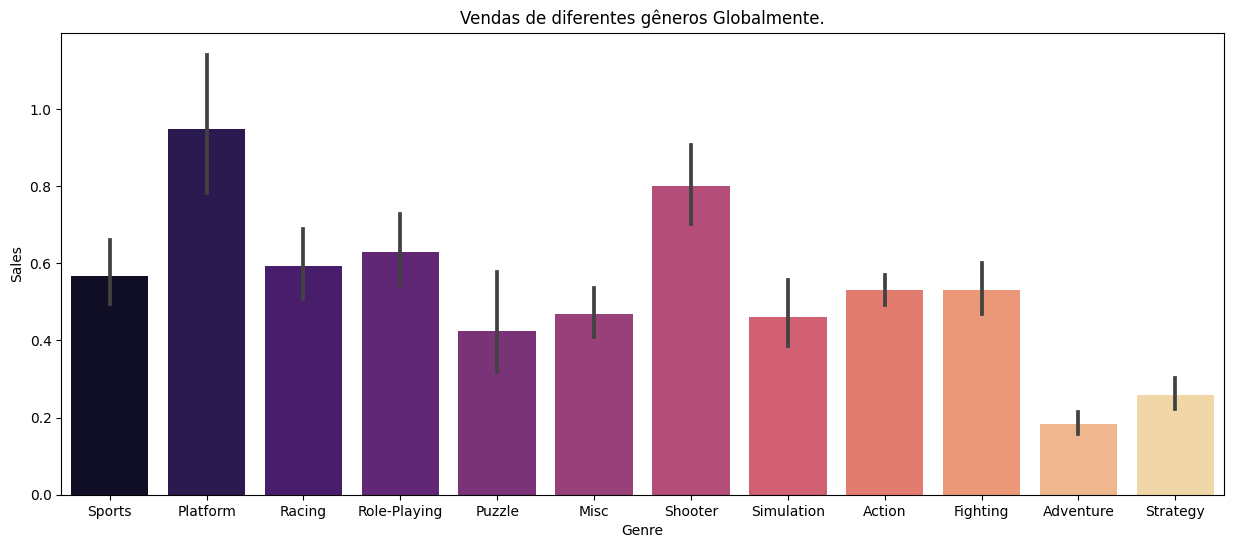 Vendas de diferentes gêneros Globalmente.
Sales
1.0
0.8
0.6
0.4
0.2
0.0
Sports Platform Racing Role-Playing Puzzle Misc Shooter Simulation Action Fighting Adventure Strategy
Genre